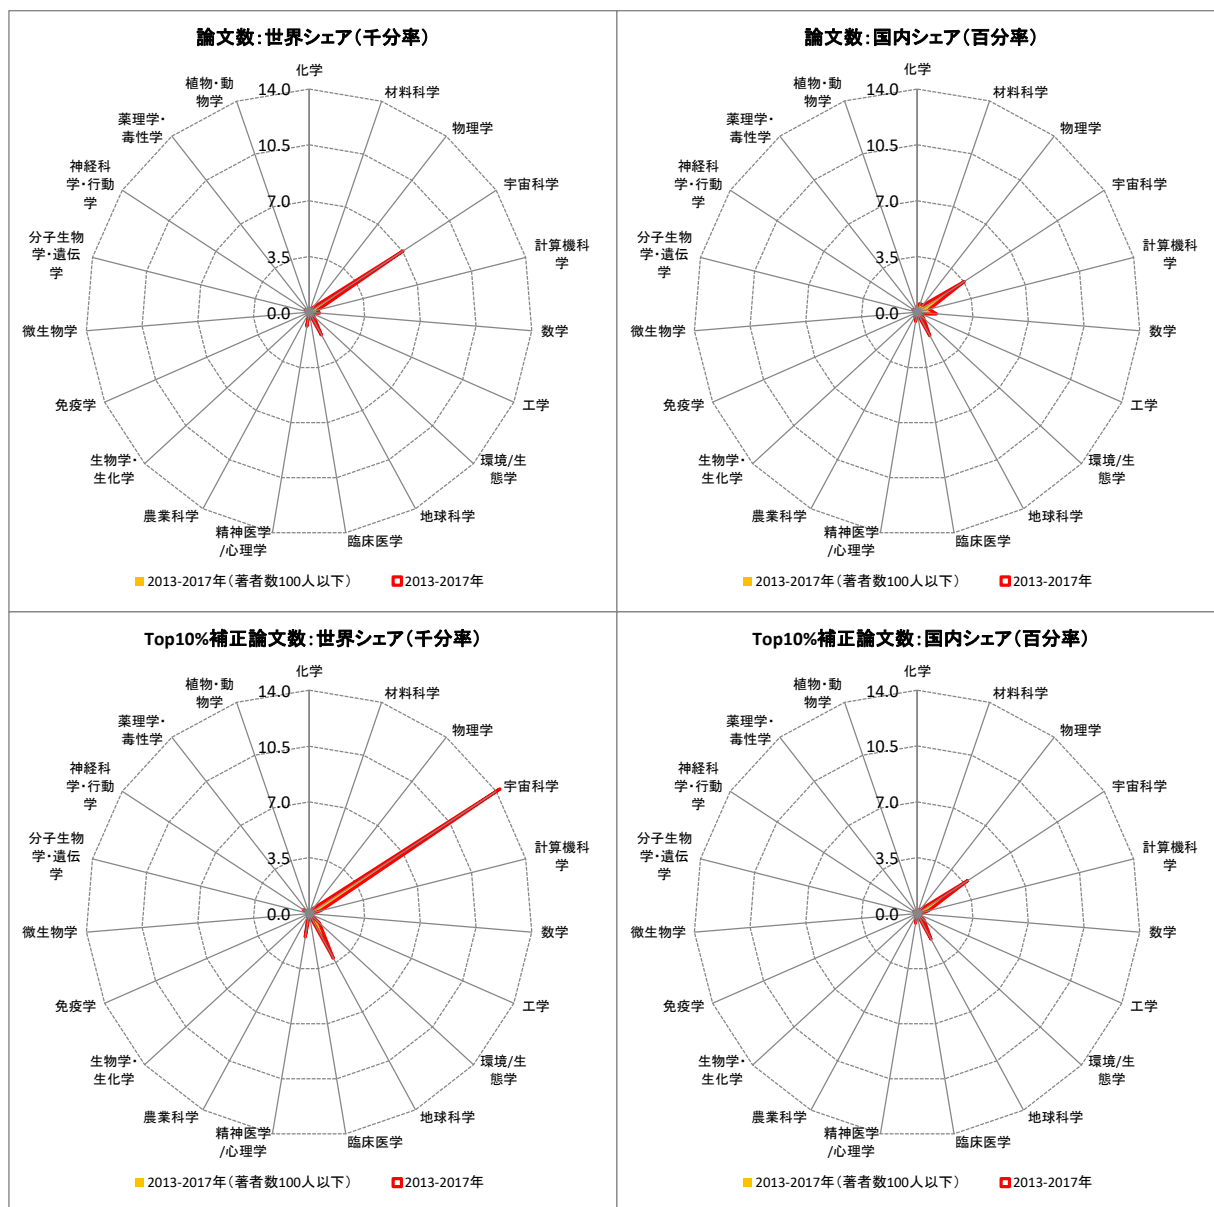 論文数：世界シェア（千分率）
化学
14.0
10.5
7.0
3.5
0.0
材料科学
物理学
宇宙科学
計算機科
学
数学
工学
環境/生
態学
地球科学
臨床医学
精神医学
/心理学
農業科学
生物学・
生化学
免疫学
微生物学
分子生物
学・遺伝
学
神経科
学・行動
学
薬理学・
毒性学
植物・動
物学
2013-2017年（著者数100人以下）
2013-2017年
論文数：国内シェア（百分率）
化学
14.0
10.5
7.0
3.5
0.0
材料科学
物理学
宇宙科学
計算機科
学
数学
工学
環境/生
態学
地球科学
臨床医学
精神医学
/心理学
農業科学
生物学・
生化学
免疫学
微生物学
分子生物
学・遺伝
学
神経科
学・行動
学
薬理学・
毒性学
植物・動
物学
2013-2017年（著者数100人以下）
2013-2017年
Top10%補正論文数：世界シェア（千分率）
化学
14.0
10.5
7.0
3.5
0.0
材料科学
物理学
宇宙科学
計算機科
学
数学
工学
環境/生
態学
地球科学
臨床医学
精神医学
/心理学
農業科学
生物学・
生化学
免疫学
微生物学
分子生物
学・遺伝
学
神経科
学・行動
学
薬理学・
毒性学
植物・動
物学
2013-2017年（著者数100人以下）
2013-2017年
Top10%補正論文数：国内シェア（百分率）
化学
14.0
10.5
7.0
3.5
0.0
材料科学
物理学
宇宙科学
計算機科
学
数学
工学
環境/生
態学
地球科学
臨床医学
精神医学
/心理学
農業科学
生物学・
生化学
免疫学
微生物学
分子生物
学・遺伝
学
神経科
学・行動
学
薬理学・
毒性学
植物・動
物学
2013-2017年（著者数100人以下）
2013-2017年